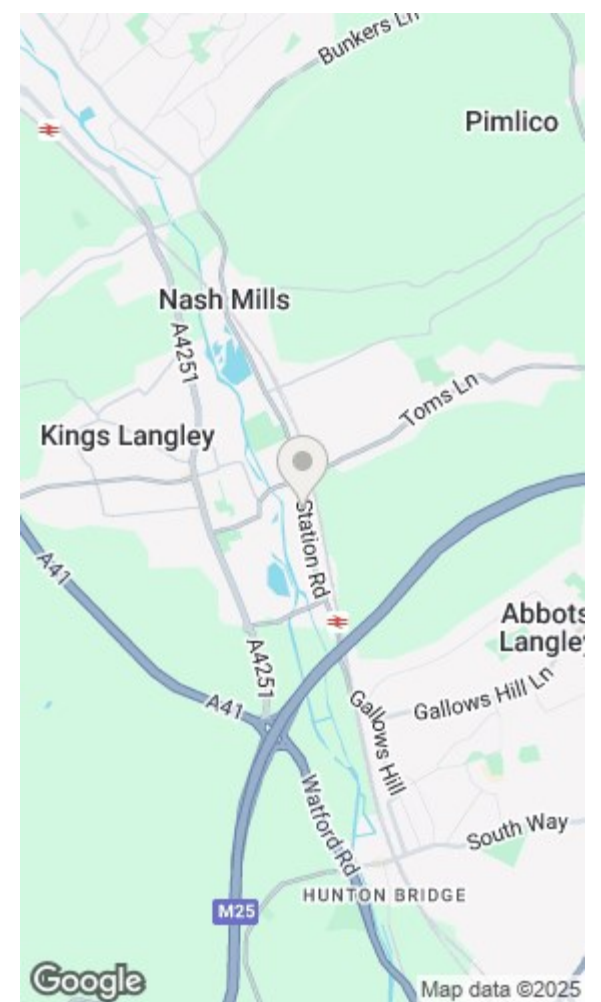 Bunkers Ln
Pimlico
Nash Mills
A4251
Toms Ln
Kings Langley
Station Rd
A41
Abbots
Langley
A4251
Gallows Hill Ln
A41
Gallows Hill
Watford Rd
South Way
HUNTON BRIDGE
M25
Google
Map data ©2025